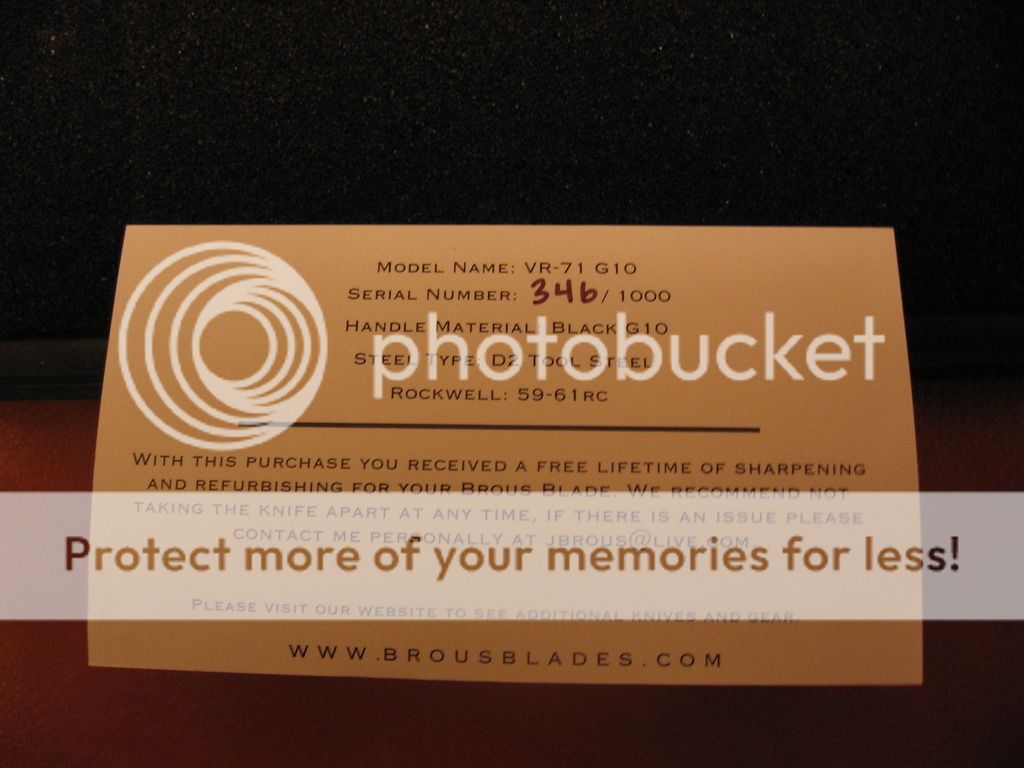 MODEL NAME: VR-71 G10
SERIAL NUMBER: 346 / 1000
HANDLE MATERIAL: BLACK G10
STEEL TYPE: D2 TOOL STEEL
ROCKWELL: 59-61RC
photobucket
WITH THIS PURCHASE YOU RECEIVED A FREE LIFETIME OF SHARPENING
AND REFURBISHING FOR YOUR BROUS BLADE. WE RECOMMEND NOT
TAKING THE KNIFE APART AT ANY TIME, IF THERE IS AN ISSUE PLEASE
CONTACT ME PERSONALLY AT JBROUS@LIVE.COM
Protect more of your memories for less!
PLEASE VISIT OUR WEBSITE TO SEE ADDITIONAL KNIVES AND GEAR.
WWW.BROUSBLADES.COM